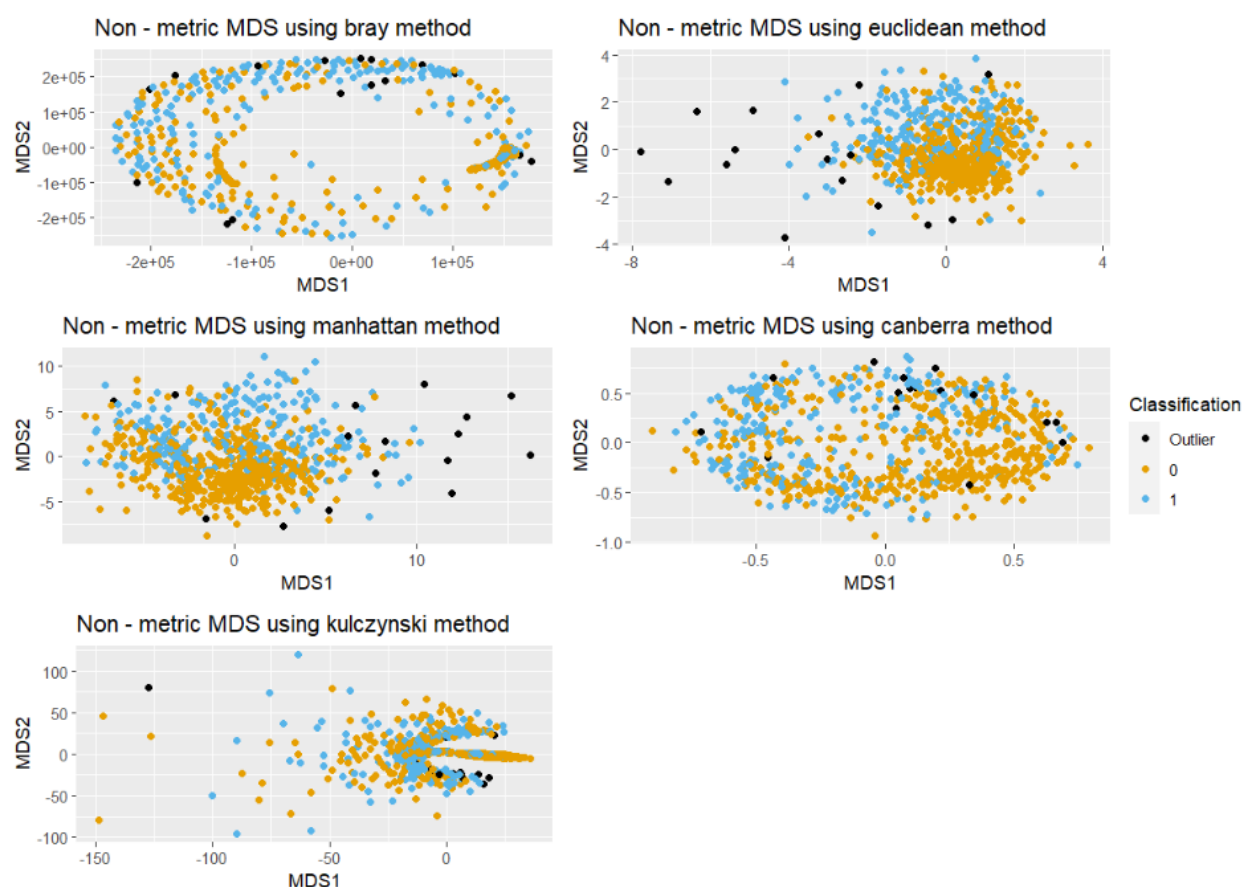 Non - metric MDS using bray method
2e+05
1e+05
0e+00
-1e+05
-2e+05
MDS2
-2e+05 -1e+05 0e+00 1e+05
MDS1
Non - metric MDS using euclidean method
4
2
0
-2
-4
MDS2
-8 -4 0 4
MDS1
Non - metric MDS using manhattan method
10
5
0
-5
MDS2
0 10
MDS1
Non - metric MDS using canberra method
0.5
0.0
-0.5
-1.0
MDS2
-0.5 0.0 0.5
MDS1
Classification
Outlier
0
1
Non - metric MDS using kulczynski method
100
50
0
-50
-100
MDS2
-150 -100 -50 0
MDS1